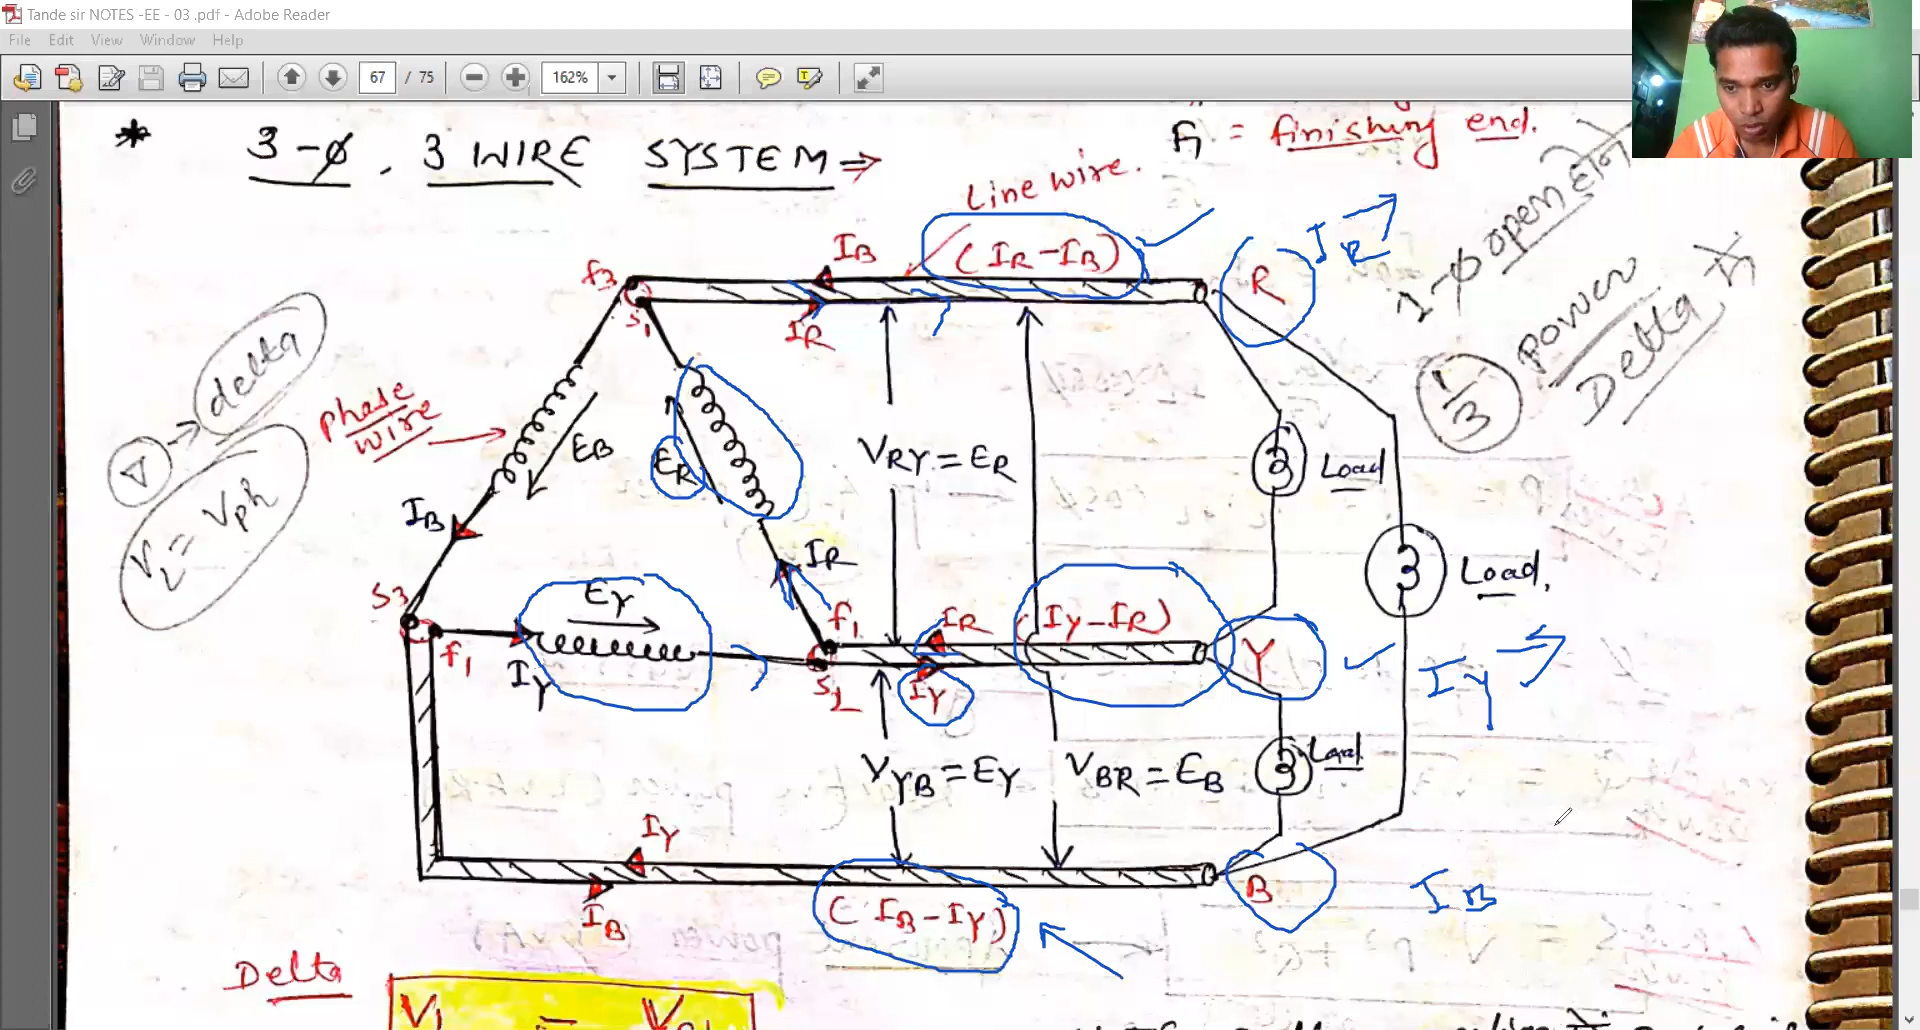 Tande sir NOTES -EE - 03 .pdf - Adobe Reader
File Edit View Window Help
67 / 75 162%
* 3-ϕ. 3 WIRE SYSTEM ⇒
F1 = finishing end.
Line wire.
IB (IR-IB)
R IR
f3
S1
IR
1-ϕ open होने
1/3 power
Delta
▽ → delta
VL = Vph
phase wire
EB
ER
VRY = ER
Load
IB
IR
3 Load.
S3
EY
f1
IR (IY-IR)
Y IY
f1
IY
S2
IY
VYB = EY
VBR = EB
Load
IY
B IB
IB
(IB-IY)
Delta